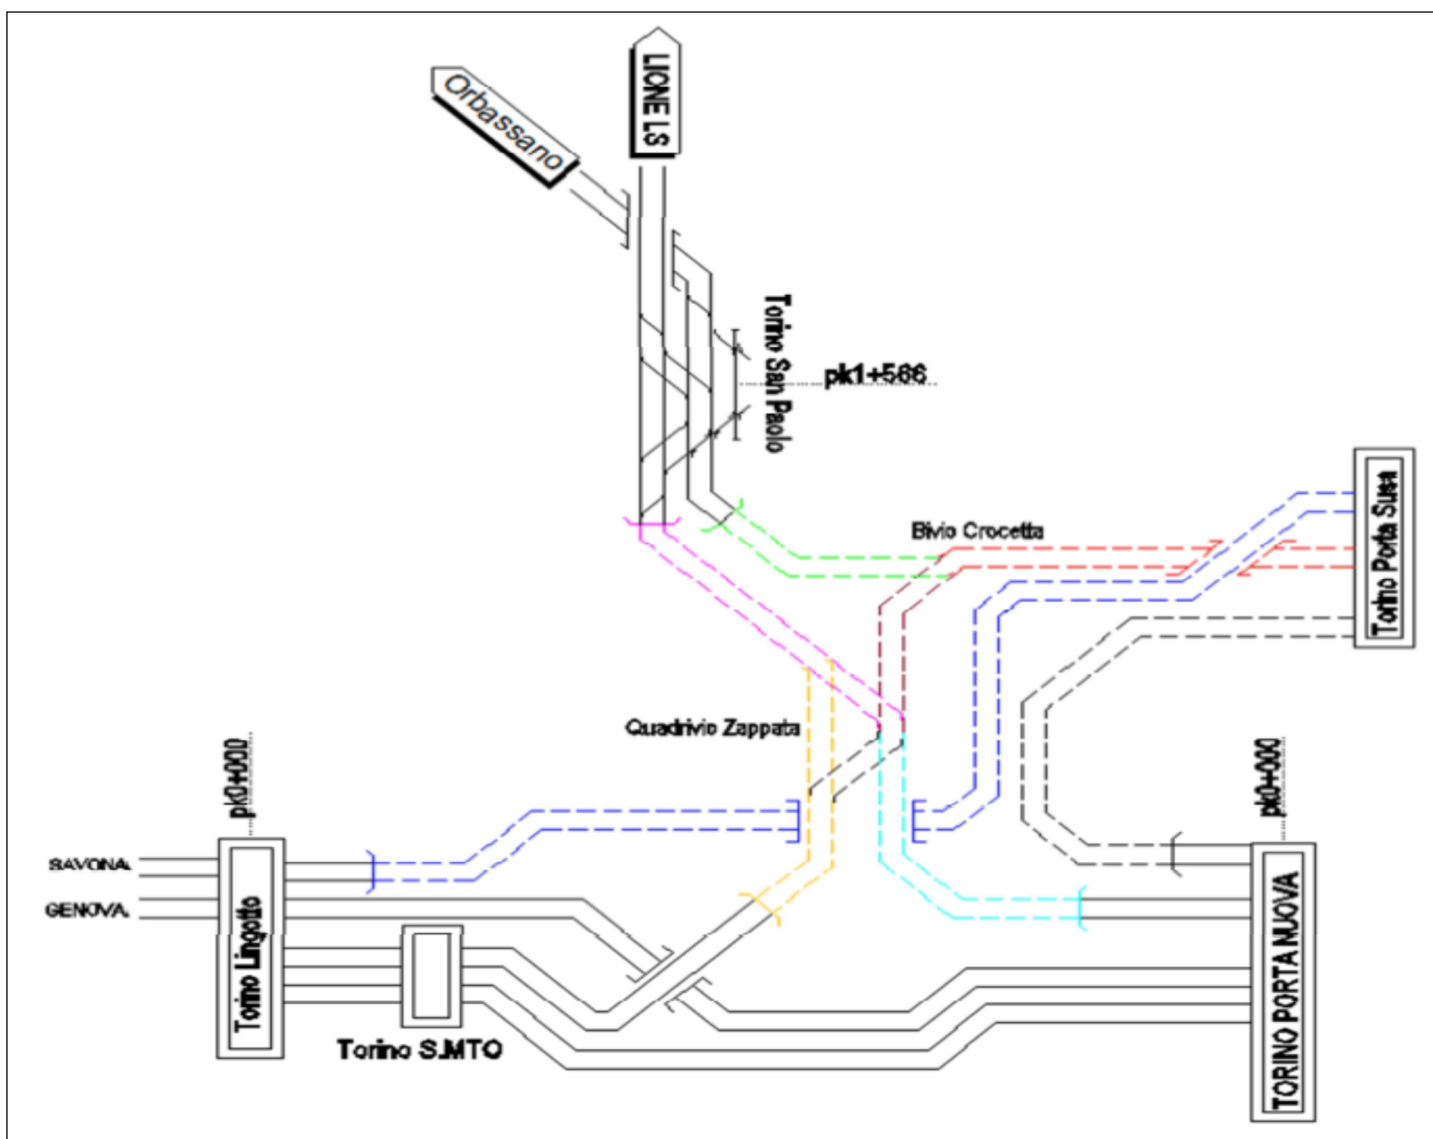 LIONE LS
Orbassano
Torino San Paolo
pk1+566
Bivio Crocetta
Torino Porta Susa
Quadrivio Zappata
pk0+000
pk0+000
SAVONA.
GENOVA.
Torino Lingotto
TORINO PORTA NUOVA
Torino S.MTO